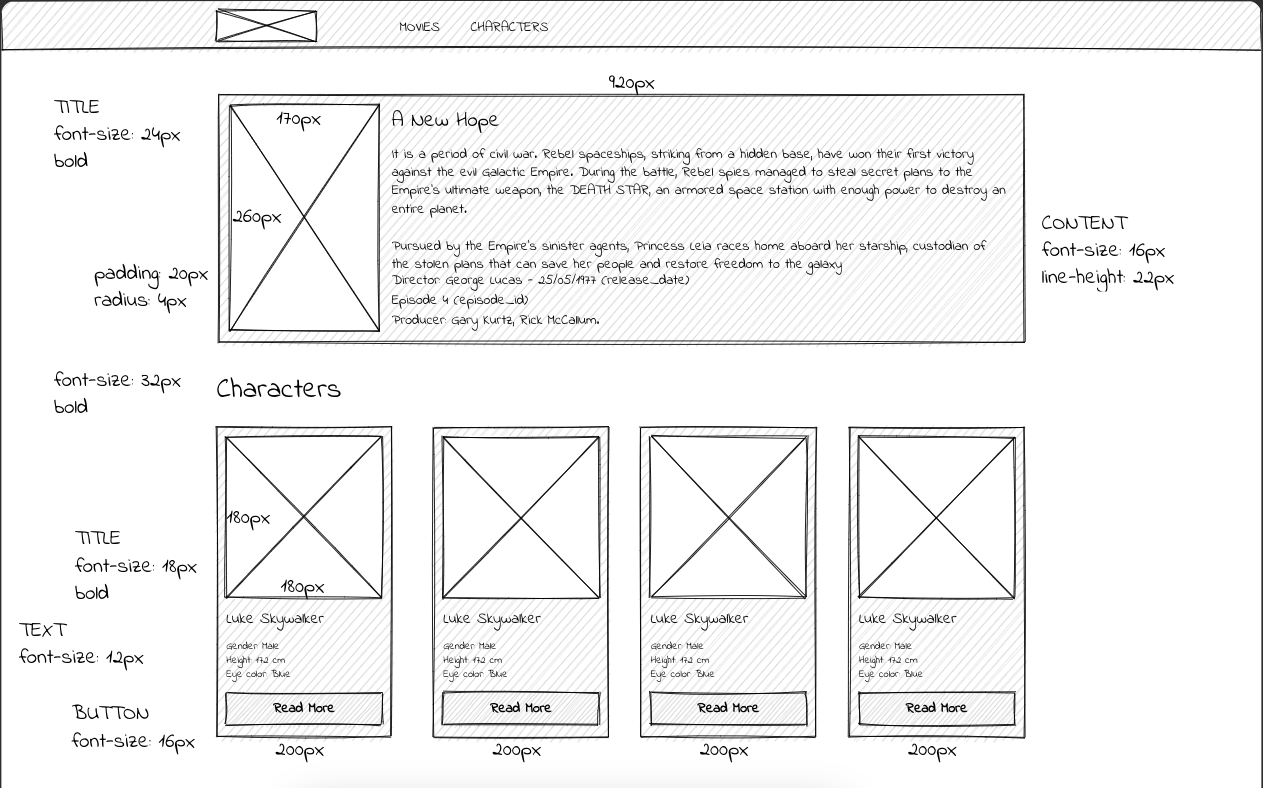 MOVIES
CHARACTERS
920px
TITLE
font-size: 24px
bold
170px
260px
padding: 20px
radius: 4px
A New Hope
It is a period of civil war. Rebel spaceships, striking from a hidden base, have won their first victory
against the evil Galactic Empire. During the battle, Rebel spies managed to steal secret plans to the
Empire's ultimate weapon, the DEATH STAR, an armored space station with enough power to destroy an
entire planet.
Pursued by the Empire's sinister agents, Princess Leia races home aboard her starship, custodian of
the stolen plans that can save her people and restore freedom to the galaxy
Director: George Lucas - 25/05/1977 (release_date)
Episode 4 (episode_id)
Producer: Gary Kurtz, Rick McCallum.
CONTENT
font-size: 16px
line-height: 22px
font-size: 32px
bold
Characters
180px
180px
TITLE
font-size: 18px
bold
TEXT
font-size: 12px
BUTTON
font-size: 16px
Luke Skywalker
Gender: Male
Height: 172 cm
Eye color: Blue
Read More
200px
Luke Skywalker
Gender: Male
Height: 172 cm
Eye color: Blue
Read More
200px
Luke Skywalker
Gender: Male
Height: 172 cm
Eye color: Blue
Read More
200px
Luke Skywalker
Gender: Male
Height: 172 cm
Eye color: Blue
Read More
200px